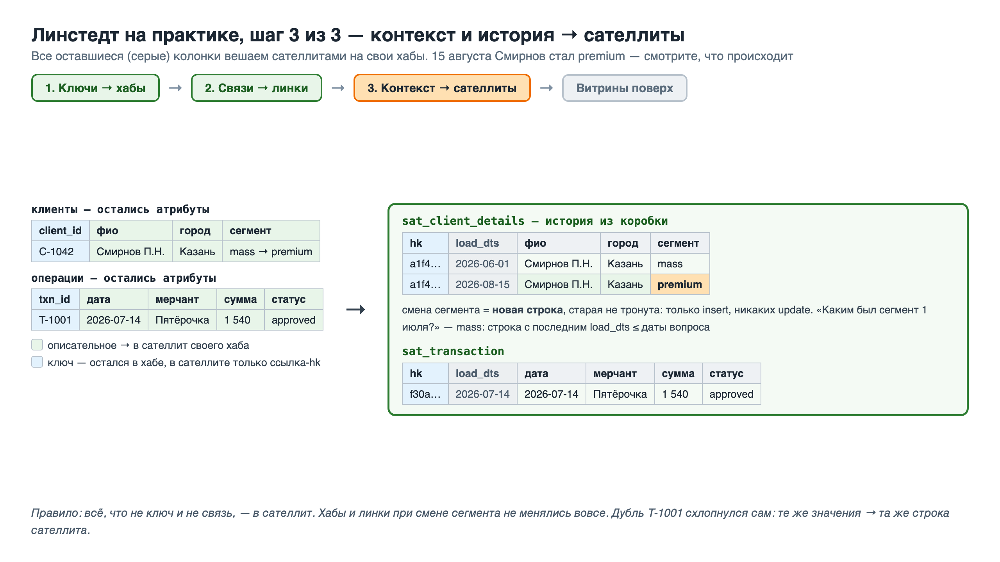 Линстедт на практике, шаг 3 из 3 — контекст и история → сателлиты
Все оставшиеся (серые) колонки вешаем сателлитами на свои хабы. 15 августа Смирнов стал premium — смотрите, что происходит
1. Ключи → хабы → 2. Связи → линки → 3. Контекст → сателлиты → Витрины поверх
клиенты — остались атрибуты
client_id фио город сегмент
C-1042 Смирнов П.Н. Казань mass → premium
операции — остались атрибуты
txn_id дата мерчант сумма статус
T-1001 2026-07-14 Пятёрочка 1 540 approved
описательное → в сателлит своего хаба
ключ — остался в хабе, в сателлите только ссылка-hk
→
sat_client_details — история из коробки
hk load_dts фио город сегмент
a1f4… 2026-06-01 Смирнов П.Н. Казань mass
a1f4… 2026-08-15 Смирнов П.Н. Казань premium
смена сегмента = новая строка, старая не тронута: только insert, никаких update. «Каким был сегмент 1
июля?» — mass: строка с последним load_dts ≤ даты вопроса
sat_transaction
hk load_dts дата мерчант сумма статус
f30a… 2026-07-14 2026-07-14 Пятёрочка 1 540 approved
Правило: всё, что не ключ и не связь, — в сателлит. Хабы и линки при смене сегмента не менялись вовсе. Дубль T-1001 схлопнулся сам: те же значения → та же строка
сателлита.